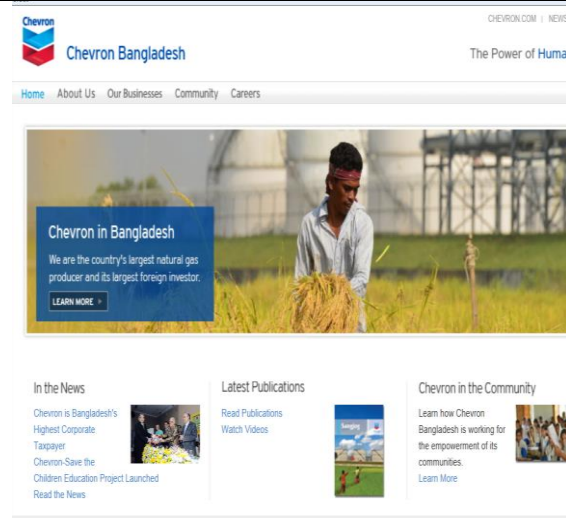 Chevron
CHEVRON.COM | NEWS
Chevron Bangladesh
The Power of Huma
Home About Us Our Businesses Community Careers
Chevron in Bangladesh
We are the country's largest natural gas
producer and its largest foreign investor.
LEARN MORE
In the News
Chevron is Bangladesh's
Highest Corporate
Taxpayer
Chevron-Save the
Children Education Project Launched
Read the News
Latest Publications
Read Publications
Watch Videos
Chevron in the Community
Learn how Chevron
Bangladesh is working for
the empowerment of its
communities.
Learn More